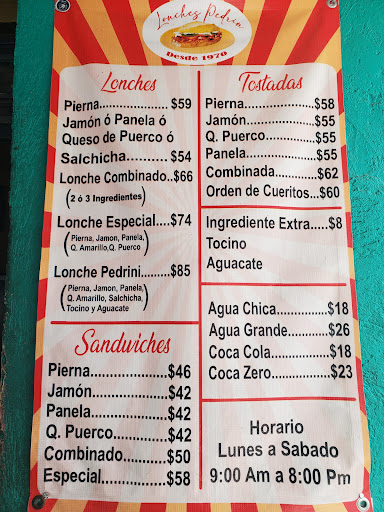 Lonches Pedrin
Desde 1970
Lonches
Pierna...............$59
Jamón ó Panela ó
Queso de Puerco ó
Salchicha..........$54
Lonche Combinado..$66
(2 ó 3 Ingredientes)
Lonche Especial....$74
(Pierna, Jamon, Panela,
Q. Amarillo,Q. Puerco)
Lonche Pedrini.........$85
(Pierna, Jamon, Panela,
Q. Amarillo, Salchicha,
Tocino y Aguacate)
Sandwiches
Pierna...................$46
Jamón...................$42
Panela...................$42
Q. Puerco..............$42
Combinado..........$50
Especial................$58
Tostadas
Pierna.......................$58
Jamón.......................$55
Q. Puerco..................$55
Panela.......................$55
Combinada...............$62
Orden de Cueritos...$60
Ingrediente Extra.....$8
Tocino
Aguacate
Agua Chica..............$18
Agua Grande...........$26
Coca Cola................$18
Coca Zero................$23
Horario
Lunes a Sabado
9:00 Am a 8:00 Pm